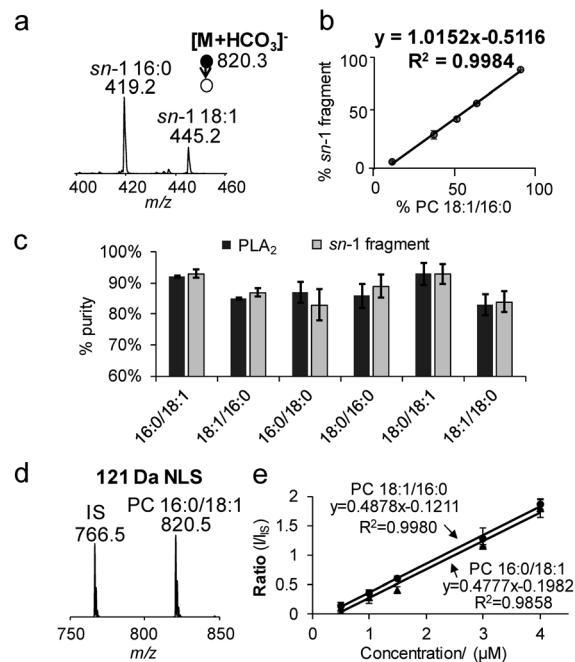 a
[M+HCO₃]⁻
820.3
sn-1 16:0
419.2
sn-1 18:1
445.2
400 420 440 460
m/z
b
y = 1.0152x-0.5116
R² = 0.9984
% sn-1 fragment
100
50
0
0 50 100
% PC 18:1/16:0
c
PLA₂ sn-1 fragment
% purity
100%
90%
80%
70%
60%
16:0/18:1
18:1/16:0
16:0/18:0
18:0/16:0
18:0/18:1
18:1/18:0
d
121 Da NLS
IS
766.5
PC 16:0/18:1
820.5
750 800 850
m/z
e
Ratio (I/I_IS)
2
1.5
1
0.5
0
PC 18:1/16:0
y=0.4878x-0.1211
R²=0.9980
PC 16:0/18:1
y=0.4777x-0.1982
R²=0.9858
0 1 2 3 4
Concentration/ (µM)